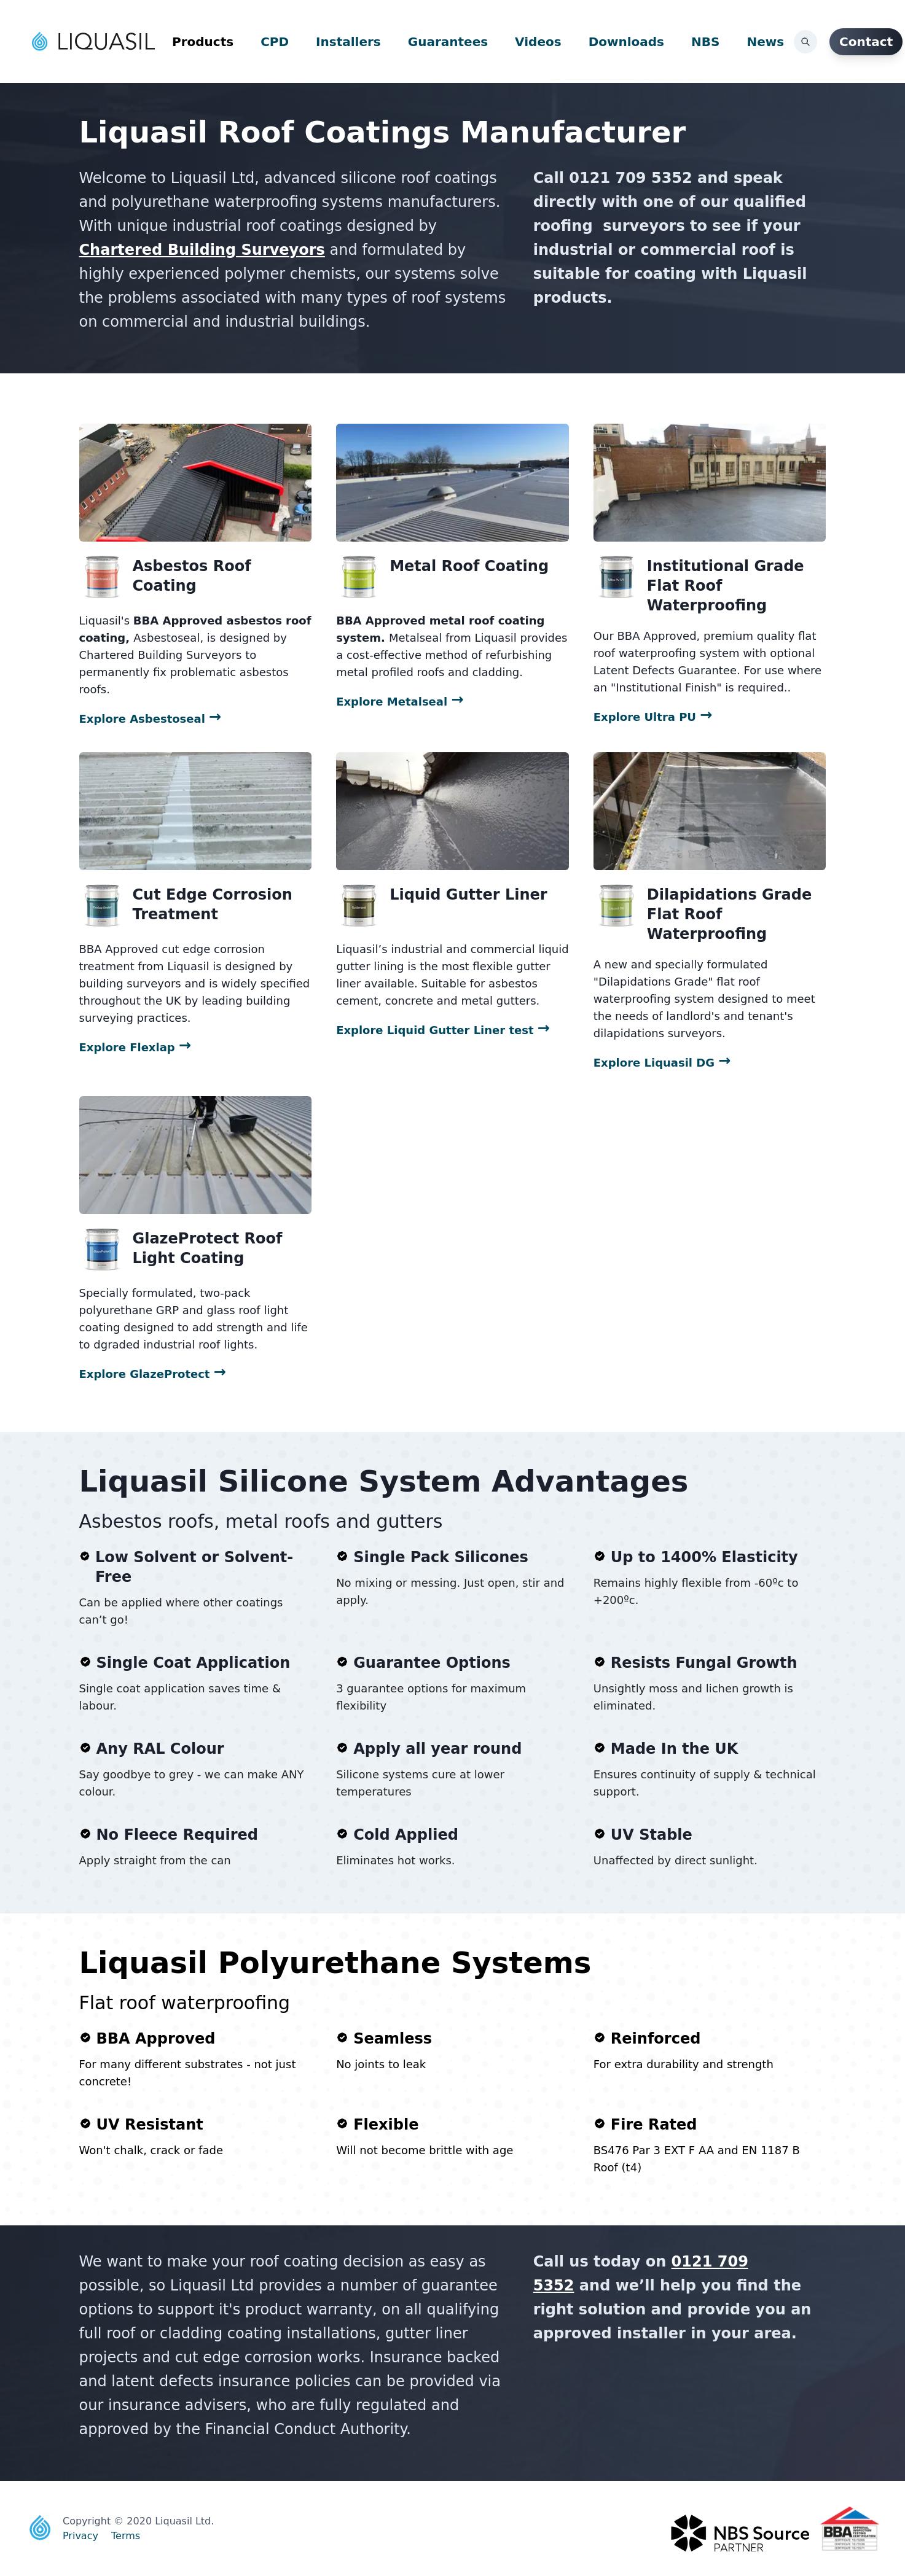 LIQUASIL
Products CPD Installers Guarantees Videos Downloads NBS News Contact
Liquasil Roof Coatings Manufacturer
Welcome to Liquasil Ltd, advanced silicone roof coatings
and polyurethane waterproofing systems manufacturers.
With unique industrial roof coatings designed by
Chartered Building Surveyors and formulated by
highly experienced polymer chemists, our systems solve
the problems associated with many types of roof systems
on commercial and industrial buildings.
Call 0121 709 5352 and speak
directly with one of our qualified
roofing  surveyors to see if your
industrial or commercial roof is
suitable for coating with Liquasil
products.
Asbestos Roof
Coating
Liquasil's BBA Approved asbestos roof
coating, Asbestoseal, is designed by
Chartered Building Surveyors to
permanently fix problematic asbestos
roofs.
Explore Asbestoseal →
Metal Roof Coating
BBA Approved metal roof coating
system. Metalseal from Liquasil provides
a cost-effective method of refurbishing
metal profiled roofs and cladding.
Explore Metalseal →
Institutional Grade
Flat Roof
Waterproofing
Our BBA Approved, premium quality flat
roof waterproofing system with optional
Latent Defects Guarantee. For use where
an "Institutional Finish" is required..
Explore Ultra PU →
Cut Edge Corrosion
Treatment
BBA Approved cut edge corrosion
treatment from Liquasil is designed by
building surveyors and is widely specified
throughout the UK by leading building
surveying practices.
Explore Flexlap →
Liquid Gutter Liner
Liquasil’s industrial and commercial liquid
gutter lining is the most flexible gutter
liner available. Suitable for asbestos
cement, concrete and metal gutters.
Explore Liquid Gutter Liner test →
Dilapidations Grade
Flat Roof
Waterproofing
A new and specially formulated
"Dilapidations Grade" flat roof
waterproofing system designed to meet
the needs of landlord's and tenant's
dilapidations surveyors.
Explore Liquasil DG →
GlazeProtect Roof
Light Coating
Specially formulated, two-pack
polyurethane GRP and glass roof light
coating designed to add strength and life
to dgraded industrial roof lights.
Explore GlazeProtect →
Liquasil Silicone System Advantages
Asbestos roofs, metal roofs and gutters
Low Solvent or Solvent-
Free
Can be applied where other coatings
can’t go!
Single Pack Silicones
No mixing or messing. Just open, stir and
apply.
Up to 1400% Elasticity
Remains highly flexible from -60ºc to
+200ºc.
Single Coat Application
Single coat application saves time &
labour.
Guarantee Options
3 guarantee options for maximum
flexibility
Resists Fungal Growth
Unsightly moss and lichen growth is
eliminated.
Any RAL Colour
Say goodbye to grey - we can make ANY
colour.
Apply all year round
Silicone systems cure at lower
temperatures
Made In the UK
Ensures continuity of supply & technical
support.
No Fleece Required
Apply straight from the can
Cold Applied
Eliminates hot works.
UV Stable
Unaffected by direct sunlight.
Liquasil Polyurethane Systems
Flat roof waterproofing
BBA Approved
For many different substrates - not just
concrete!
Seamless
No joints to leak
Reinforced
For extra durability and strength
UV Resistant
Won't chalk, crack or fade
Flexible
Will not become brittle with age
Fire Rated
BS476 Par 3 EXT F AA and EN 1187 B
Roof (t4)
We want to make your roof coating decision as easy as
possible, so Liquasil Ltd provides a number of guarantee
options to support it's product warranty, on all qualifying
full roof or cladding coating installations, gutter liner
projects and cut edge corrosion works. Insurance backed
and latent defects insurance policies can be provided via
our insurance advisers, who are fully regulated and
approved by the Financial Conduct Authority.
Call us today on 0121 709
5352 and we’ll help you find the
right solution and provide you an
approved installer in your area.
Copyright © 2020 Liquasil Ltd.
Privacy Terms
NBS Source
PARTNER
BBA